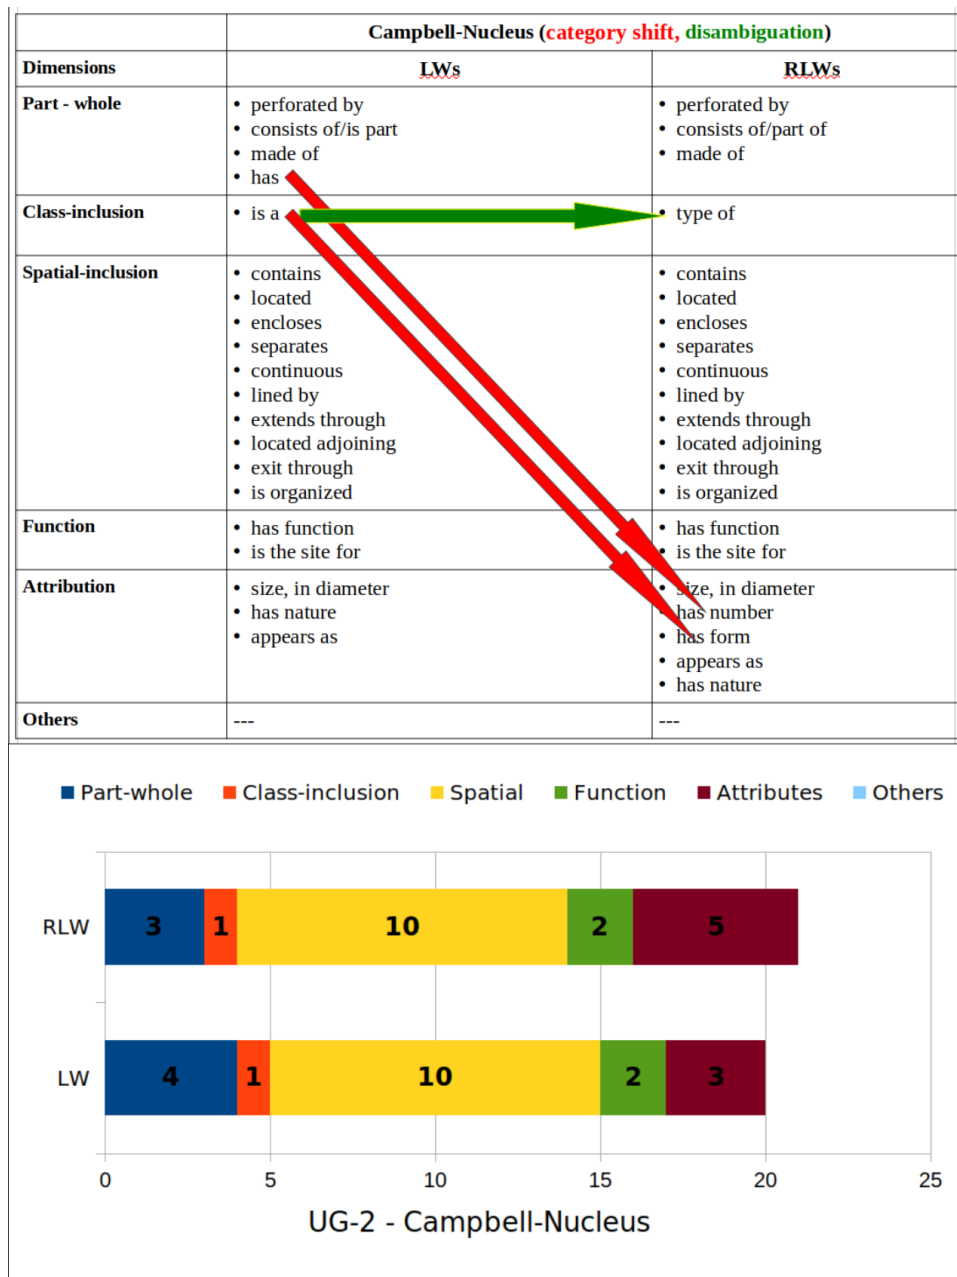 Campbell-Nucleus (category shift, disambiguation)
Dimensions LWs RLWs
Part - whole
• perforated by
• consists of/is part
• made of
• has
• perforated by
• consists of/part of
• made of
Class-inclusion
• is a
• type of
Spatial-inclusion
• contains
• located
• encloses
• separates
• continuous
• lined by
• extends through
• located adjoining
• exit through
• is organized
• contains
• located
• encloses
• separates
• continuous
• lined by
• extends through
• located adjoining
• exit through
• is organized
Function
• has function
• is the site for
• has function
• is the site for
Attribution
• size, in diameter
• has nature
• appears as
• size, in diameter
• has number
• has form
• appears as
• has nature
Others --- ---
Part-whole Class-inclusion Spatial Function Attributes Others
RLW 3 1 10 2 5
LW 4 1 10 2 3
0 5 10 15 20 25
UG-2 - Campbell-Nucleus